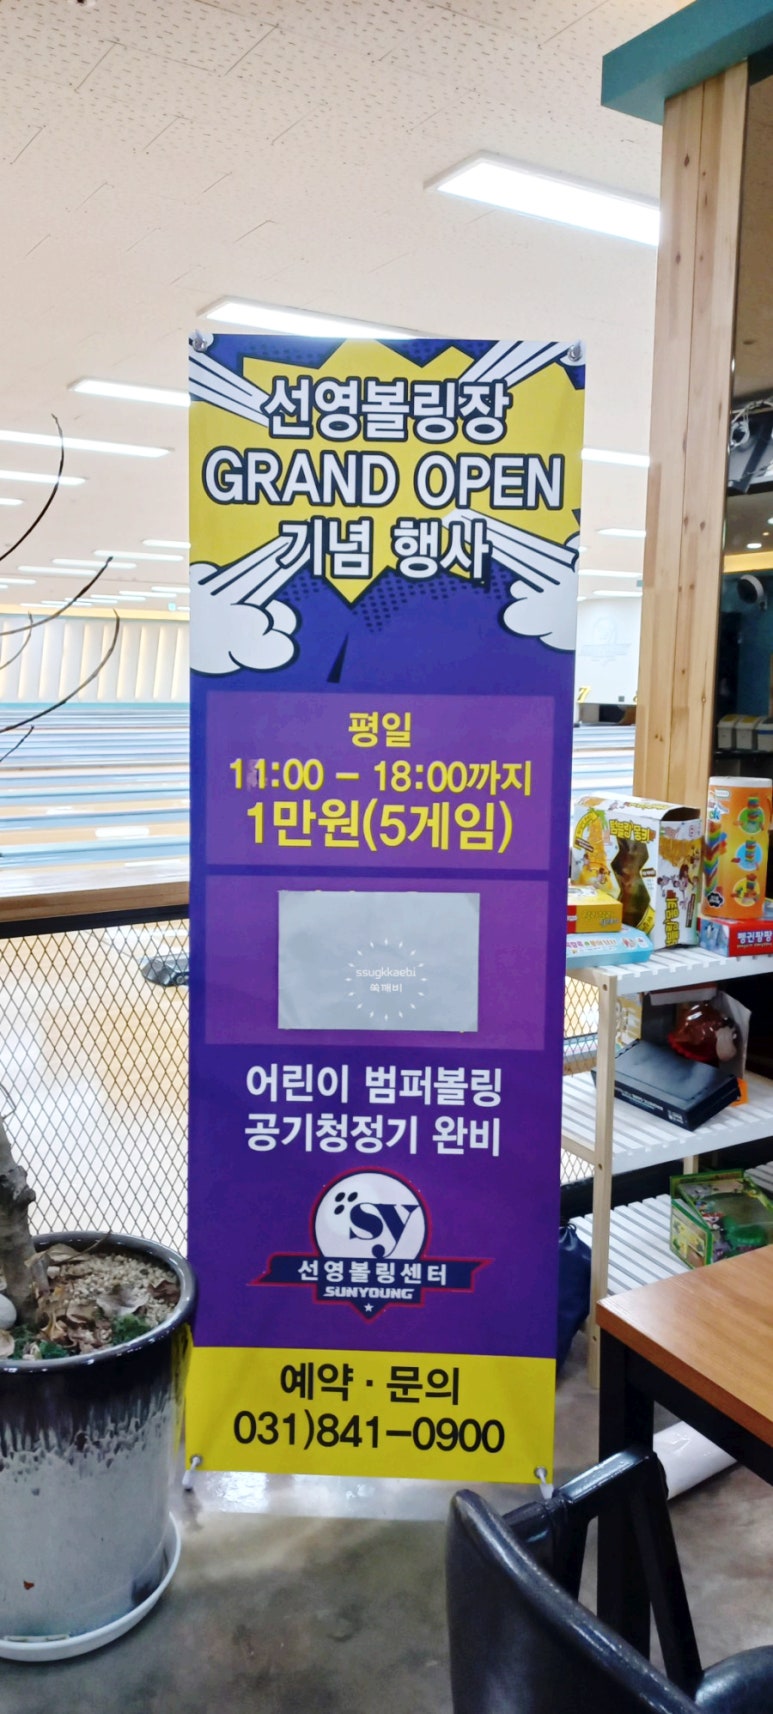 선영볼링장
GRAND OPEN
기념 행사
평일
11:00 - 18:00까지
1만원(5게임)
ssugkkaebi
쑥깨비
어린이 범퍼볼링
공기청정기 완비
sy
선영볼링센터
SUNYOUNG
예약 · 문의
031)841-0900